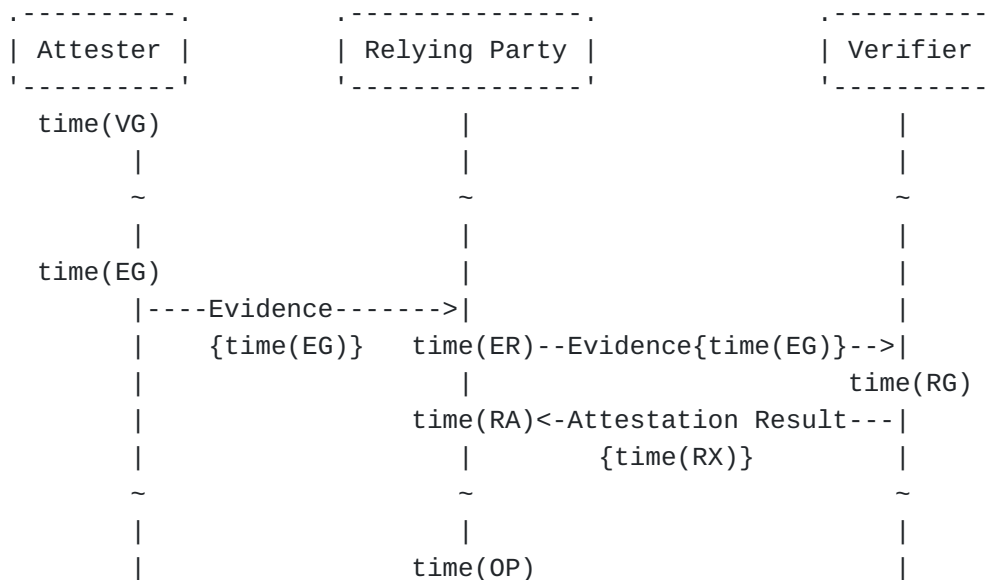 .----------.         .---------------.              .----------
| Attester |         | Relying Party |              | Verifier
'----------'         '---------------'              '----------
  time(VG)                   |                          |
        |                    |                          |
        ~                    ~                          ~
        |                    |                          |
  time(EG)                   |                          |
        |----Evidence------->|                          |
        |    {time(EG)}   time(ER)--Evidence{time(EG)}-->|
        |                    |                       time(RG)
        |                 time(RA)<-Attestation Result---|
        |                    |        {time(RX)}        |
        ~                    ~                          ~
        |                    |                          |
        |                 time(OP)                      |